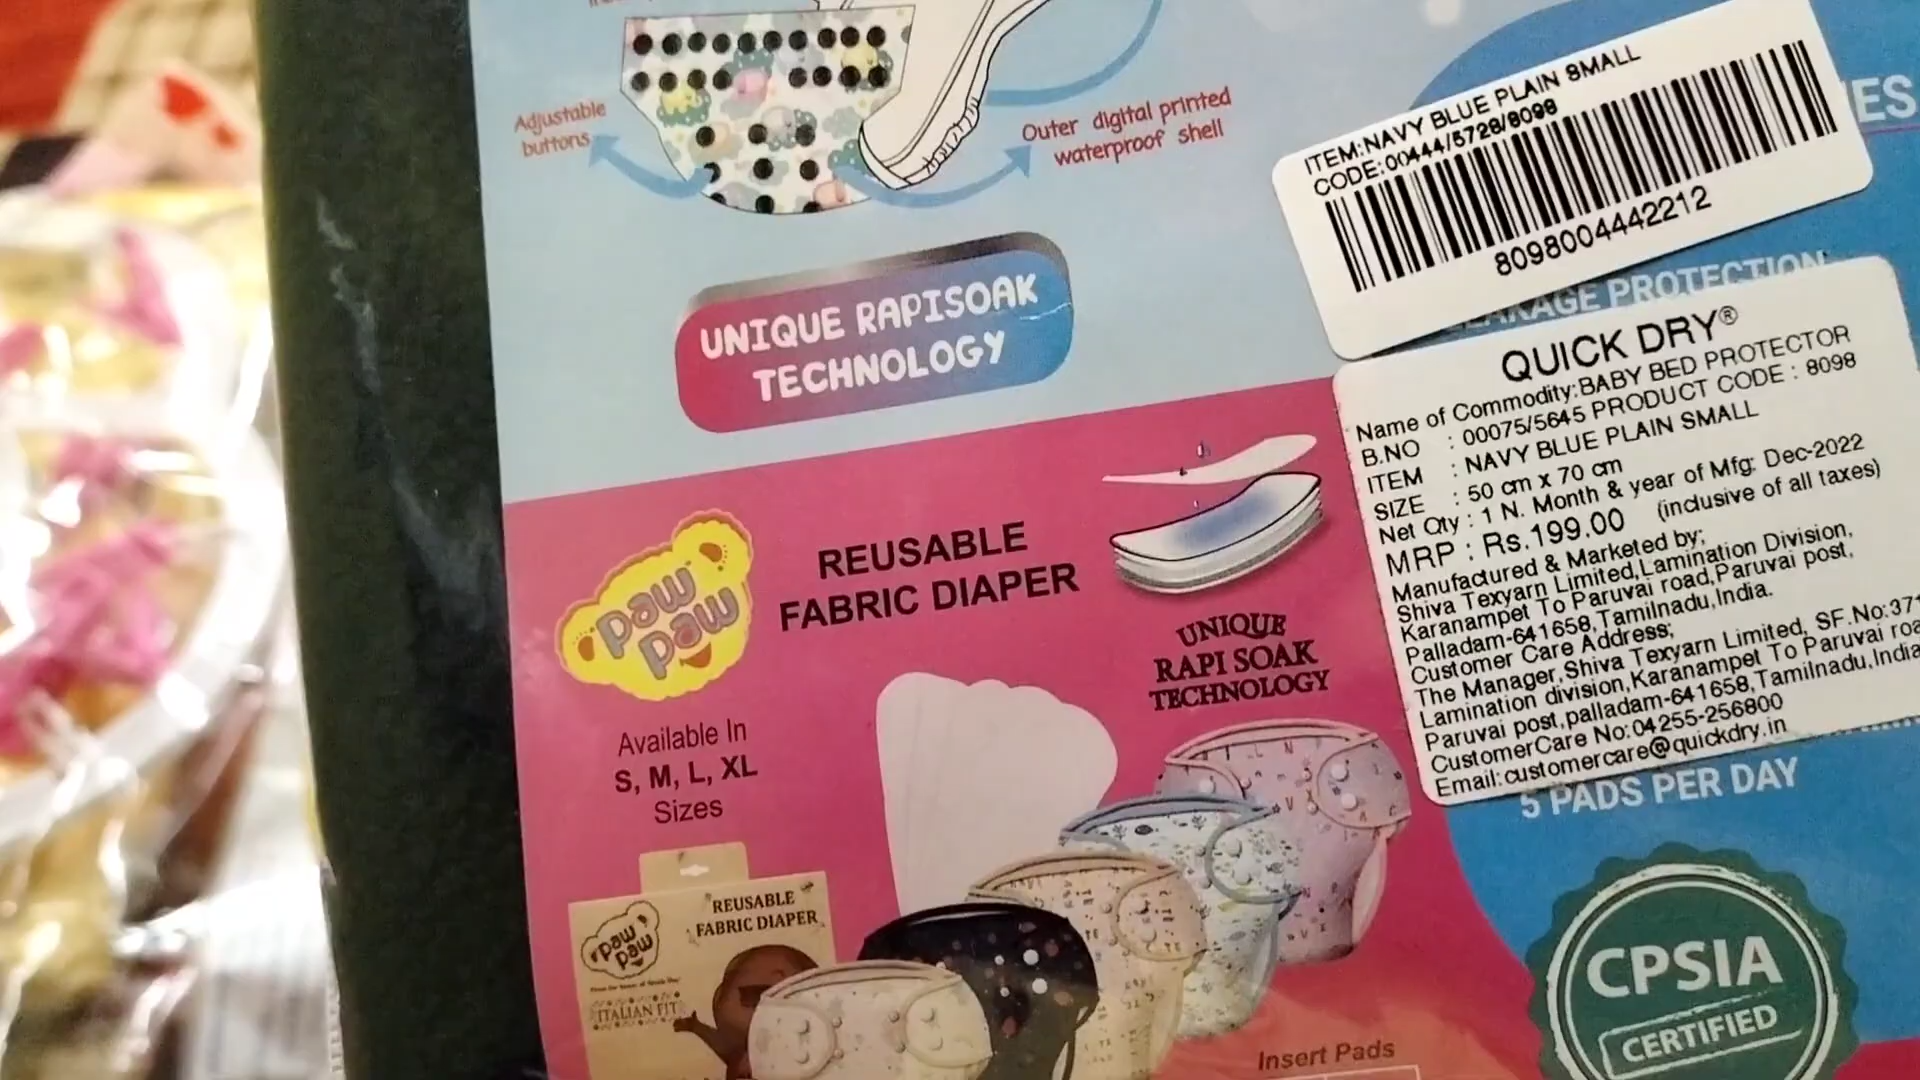 Adjustable
buttons
Outer digital printed
waterproof shell
UNIQUE RAPISOAK
TECHNOLOGY
ITEM:NAVY BLUE PLAIN SMALL
CODE:00444/5728/8098
8098004442212
LEAKAGE PROTECTION
QUICK DRY®
Name of Commodity:BABY BED PROTECTOR
B.NO : 00075/5645 PRODUCT CODE : 8098
ITEM : NAVY BLUE PLAIN SMALL
SIZE : 50 cm x 70 cm
Net Qty : 1 N. Month & year of Mfg: Dec-2022
MRP : Rs.199.00 (inclusive of all taxes)
Manufactured & Marketed by;
Shiva Texyarn Limited,Lamination Division,
Karanampet To Paruvai road,Paruvai post,
Palladam-641658,Tamilnadu,India.
Customer Care Address;
The Manager,Shiva Texyarn Limited, SF.No:37
Lamination division,Karanampet To Paruvai roa
Paruvai post,palladam-641658,Tamilnadu,India
CustomerCare No:04255-256800
Email:customercare@quickdry.in
5 PADS PER DAY
CPSIA
CERTIFIED
paw
paw
REUSABLE
FABRIC DIAPER
UNIQUE
RAPI SOAK
TECHNOLOGY
Available In
S, M, L, XL
Sizes
paw
paw
REUSABLE
FABRIC DIAPER
ITALIAN FIT
Insert Pads